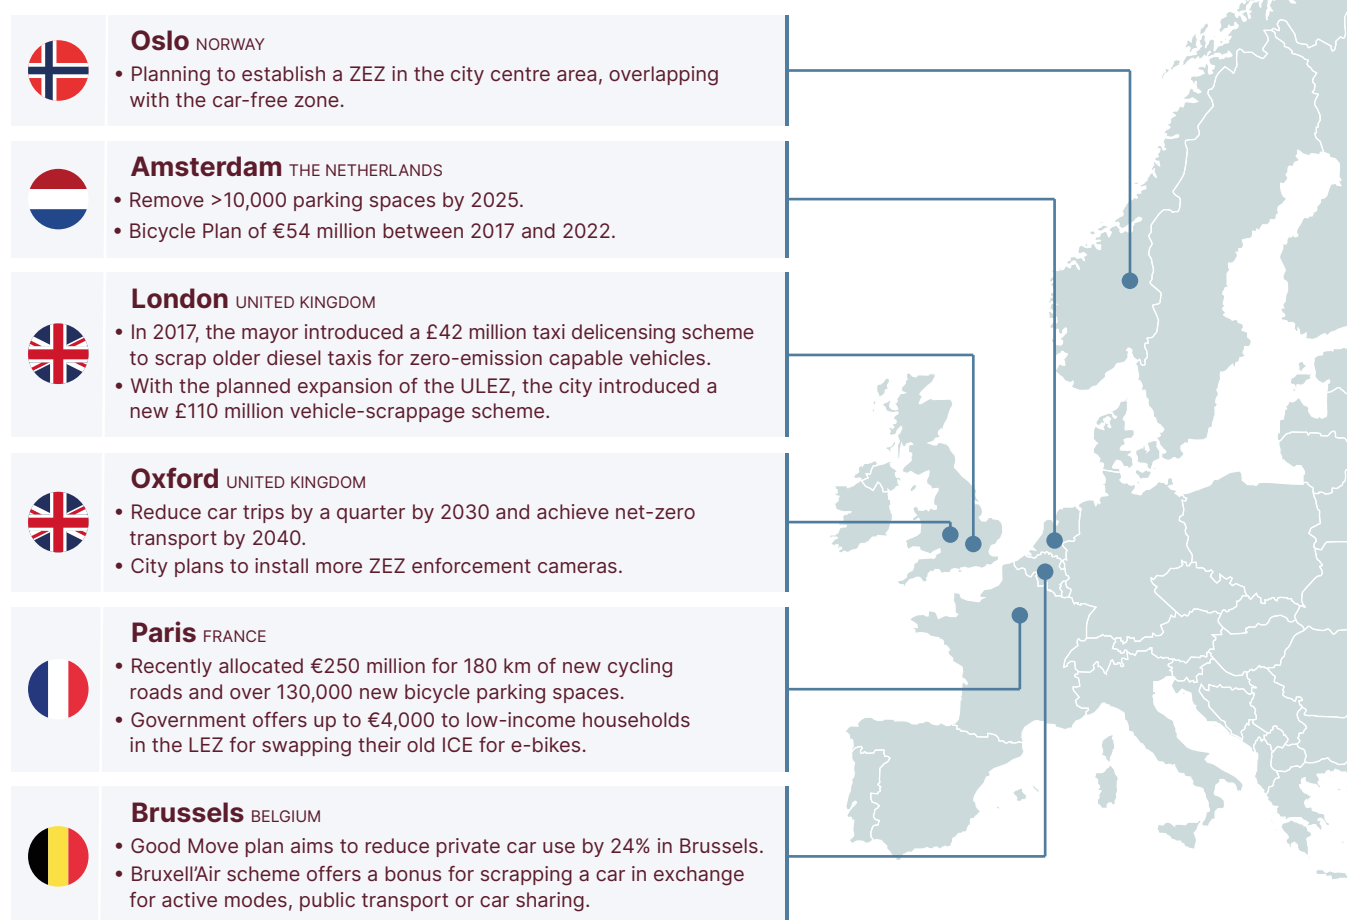 Oslo NORWAY
• Planning to establish a ZEZ in the city centre area, overlapping
with the car-free zone.
Amsterdam THE NETHERLANDS
• Remove >10,000 parking spaces by 2025.
• Bicycle Plan of €54 million between 2017 and 2022.
London UNITED KINGDOM
• In 2017, the mayor introduced a £42 million taxi delicensing scheme
to scrap older diesel taxis for zero-emission capable vehicles.
• With the planned expansion of the ULEZ, the city introduced a
new £110 million vehicle-scrappage scheme.
Oxford UNITED KINGDOM
• Reduce car trips by a quarter by 2030 and achieve net-zero
transport by 2040.
• City plans to install more ZEZ enforcement cameras.
Paris FRANCE
• Recently allocated €250 million for 180 km of new cycling
roads and over 130,000 new bicycle parking spaces.
• Government offers up to €4,000 to low-income households
in the LEZ for swapping their old ICE for e-bikes.
Brussels BELGIUM
• Good Move plan aims to reduce private car use by 24% in Brussels.
• Bruxell’Air scheme offers a bonus for scrapping a car in exchange
for active modes, public transport or car sharing.